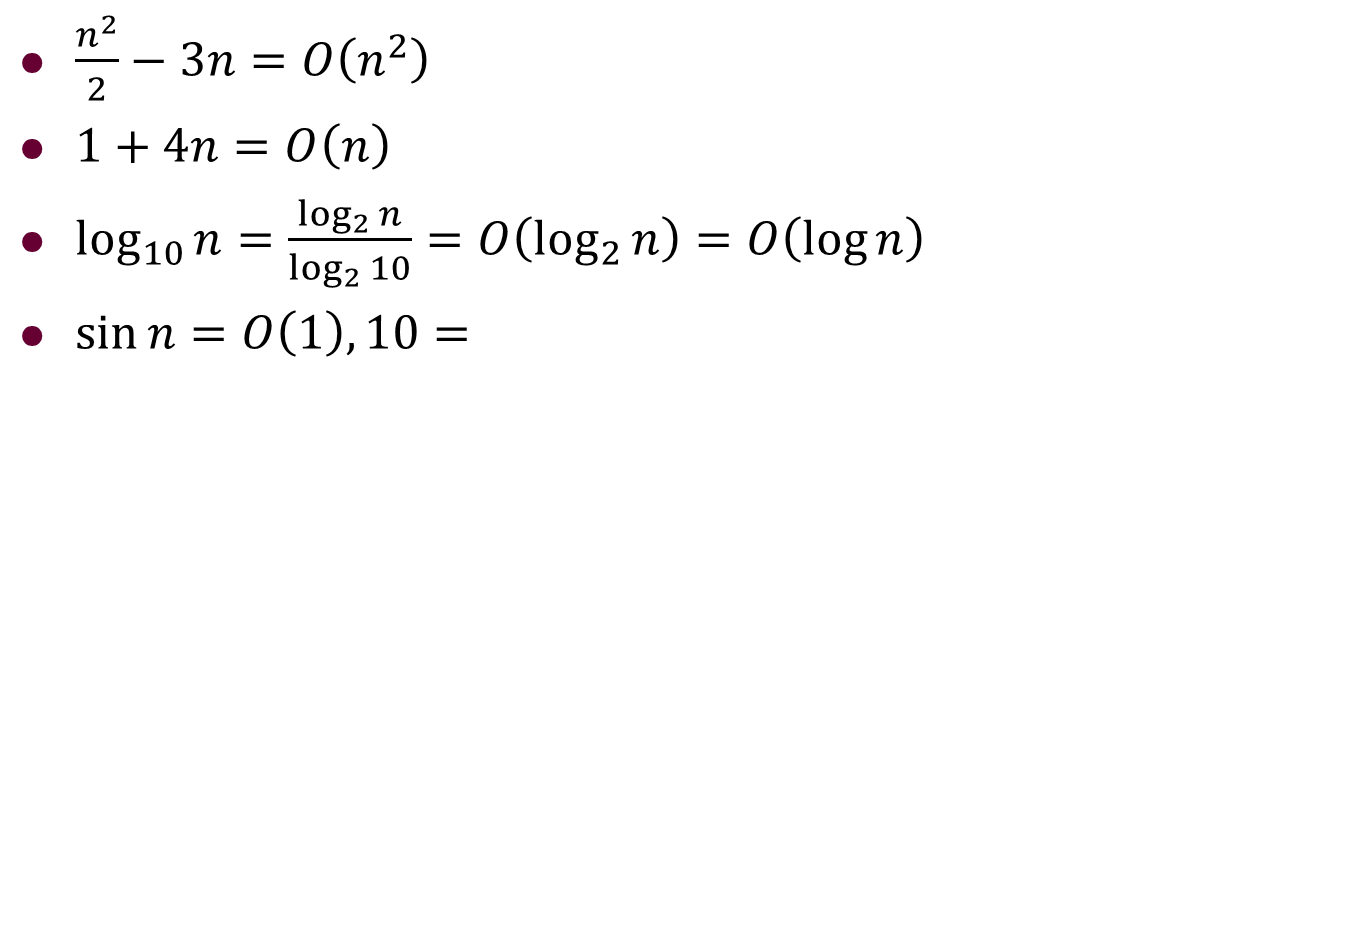 • n²/2 − 3n = O(n²)
• 1 + 4n = O(n)
• log₁₀ n = log₂ n / log₂ 10 = O(log₂ n) = O(log n)
• sin n = O(1), 10 =